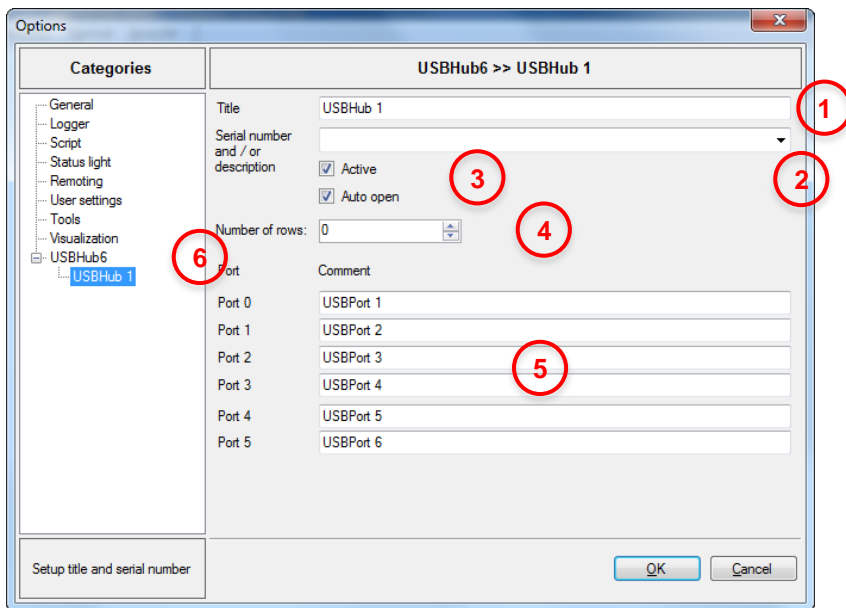 Options
Categories
USBHub6 >> USBHub 1
General
Logger
Script
Status light
Remoting
User settings
Tools
Visualization
USBHub6
USBHub 1
6
Title
USBHub 1
1
Serial number
and / or
description
2
Active
Auto open
3
Number of rows:
0
4
Port
Comment
Port 0
USBPort 1
Port 1
USBPort 2
Port 2
USBPort 3
Port 3
USBPort 4
5
Port 4
USBPort 5
Port 5
USBPort 6
Setup title and serial number
OK
Cancel